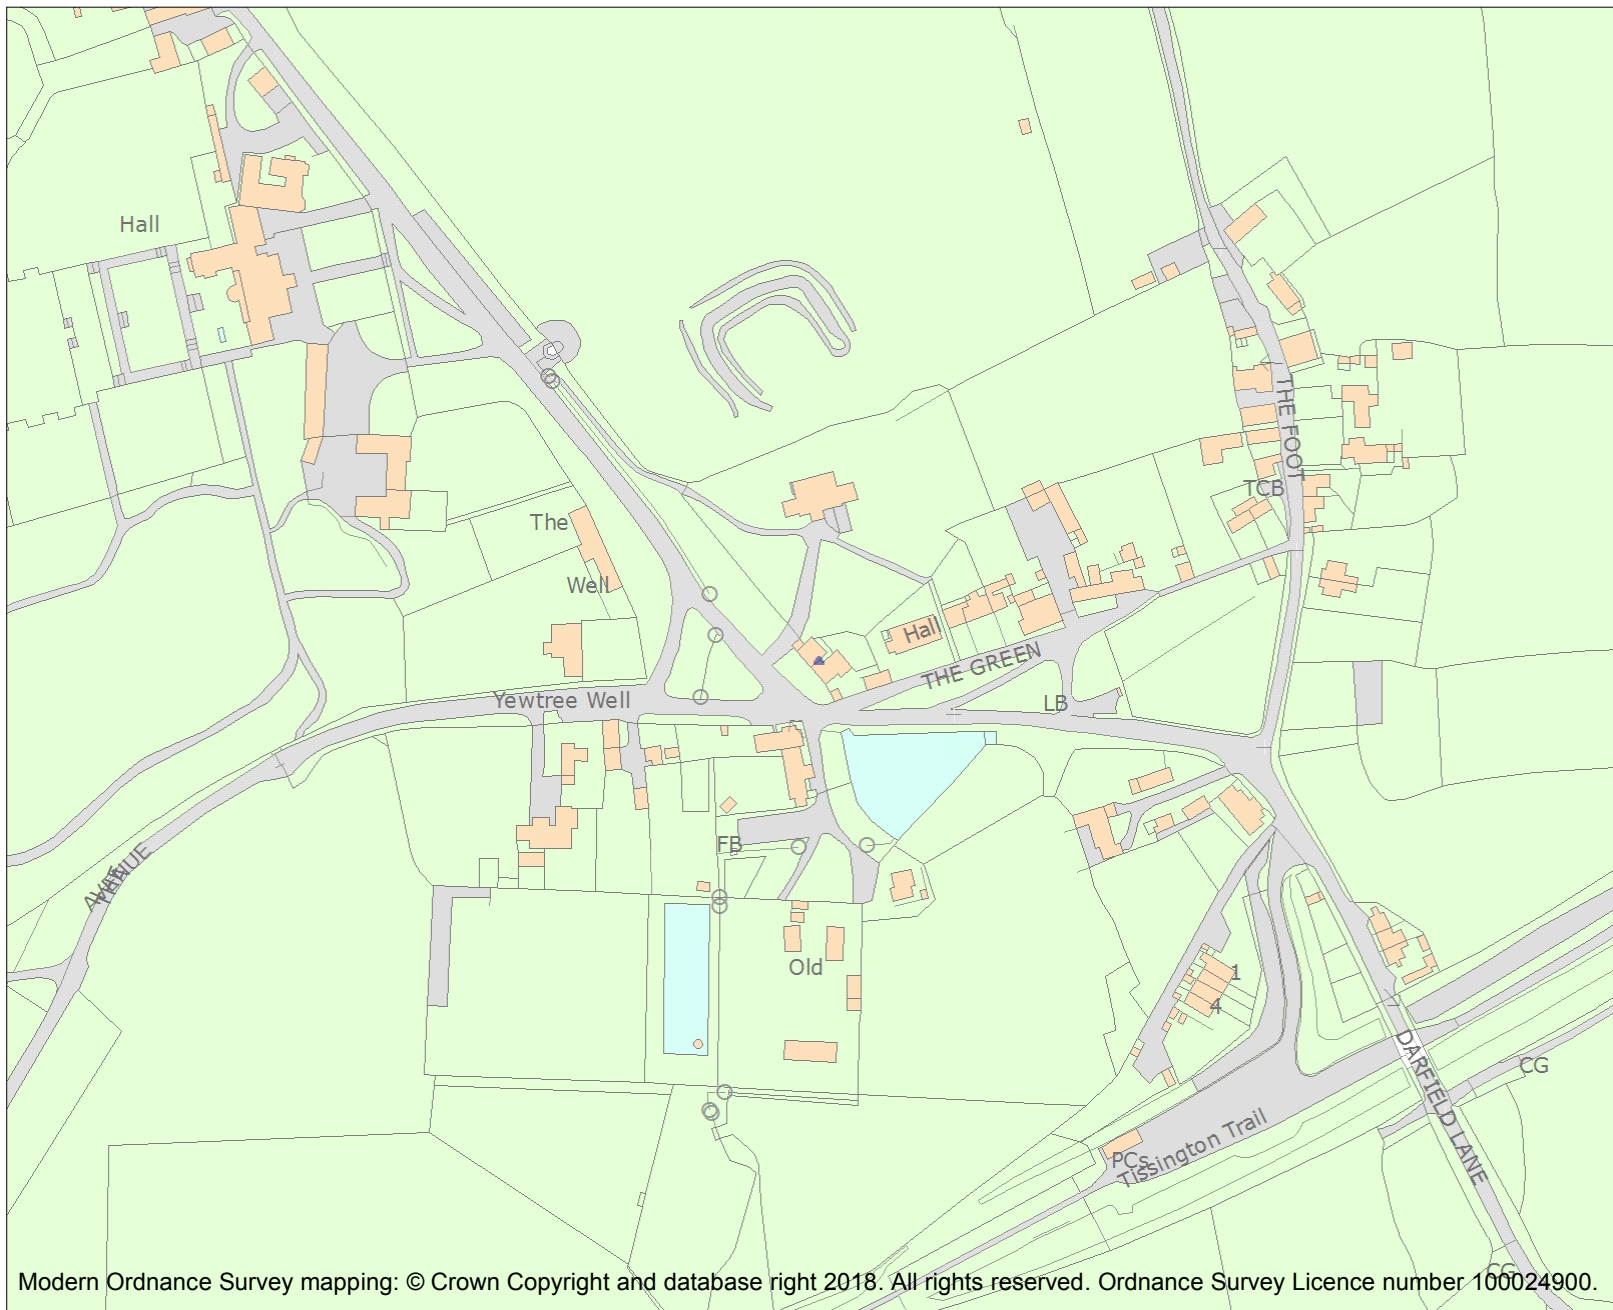 Hall
THE FOOT
TCB
The
Well
Hall
THE GREEN
Yewtree Well
LB
FB
AVENUE
Old
1
4
DARFIELD LANE
CG
Tissington Trail
PCs
CG
Modern Ordnance Survey mapping: © Crown Copyright and database right 2018. All rights reserved. Ordnance Survey Licence number 100024900.